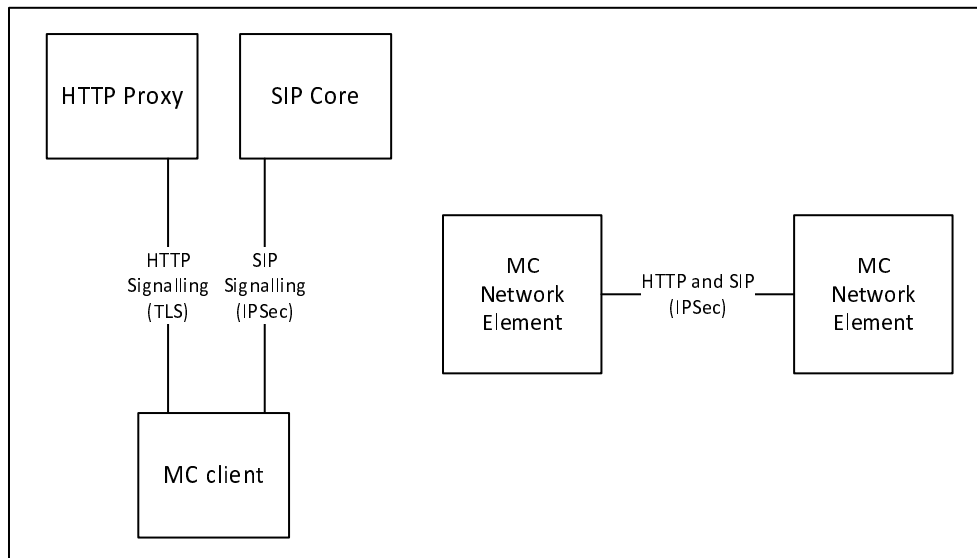 HTTP Proxy
SIP Core
HTTP
Signalling
(TLS)
SIP
Signalling
(IPSec)
MC client
MC
Network
Element
HTTP and SIP
(IPSec)
MC
Network
Element